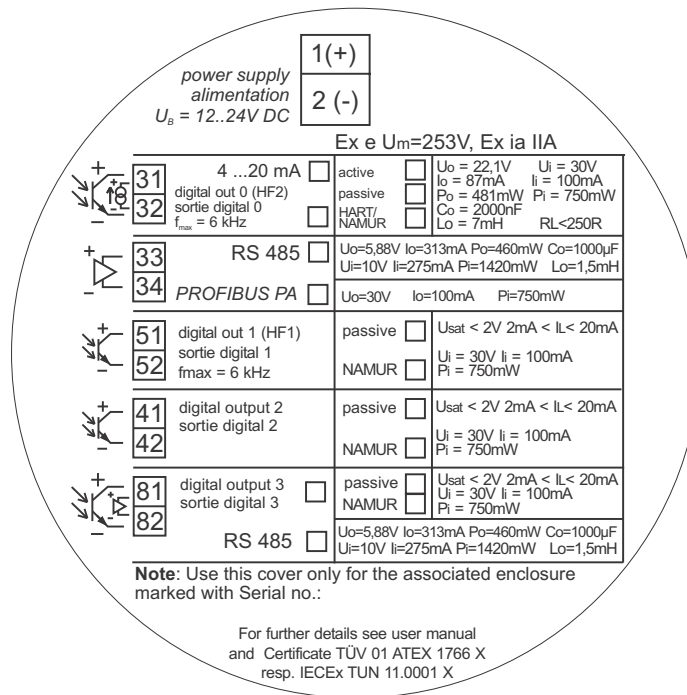 1(+)
power supply
alimentation
UB = 12..24V DC
2 (-)
Ex e Um=253V, Ex ia IIA
+
31
32
-
4 ...20 mA
digital out 0 (HF2)
sortie digital 0
fmax = 6 kHz
active
passive
HART/
NAMUR
Uo = 22,1V Ui = 30V
Io = 87mA Ii = 100mA
Po = 481mW Pi = 750mW
Co = 2000nF
Lo = 7mH RL<250R
+
33
34
-
RS 485
Uo=5,88V Io=313mA Po=460mW Co=1000µF
Ui=10V Ii=275mA Pi=1420mW Lo=1,5mH
PROFIBUS PA
Uo=30V Io=100mA Pi=750mW
+
51
52
-
digital out 1 (HF1)
sortie digital 1
fmax = 6 kHz
passive
NAMUR
Usat < 2V 2mA < IL< 20mA
Ui = 30V Ii = 100mA
Pi = 750mW
+
41
42
-
digital output 2
sortie digital 2
passive
NAMUR
Usat < 2V 2mA < IL< 20mA
Ui = 30V Ii = 100mA
Pi = 750mW
+
81
82
-
digital output 3
sortie digital 3
passive
NAMUR
Usat < 2V 2mA < IL< 20mA
Ui = 30V Ii = 100mA
Pi = 750mW
RS 485
Uo=5,88V Io=313mA Po=460mW Co=1000µF
Ui=10V Ii=275mA Pi=1420mW Lo=1,5mH
Note: Use this cover only for the associated enclosure
marked with Serial no.:
For further details see user manual
and Certificate TÜV 01 ATEX 1766 X
resp. IECEx TUN 11.0001 X